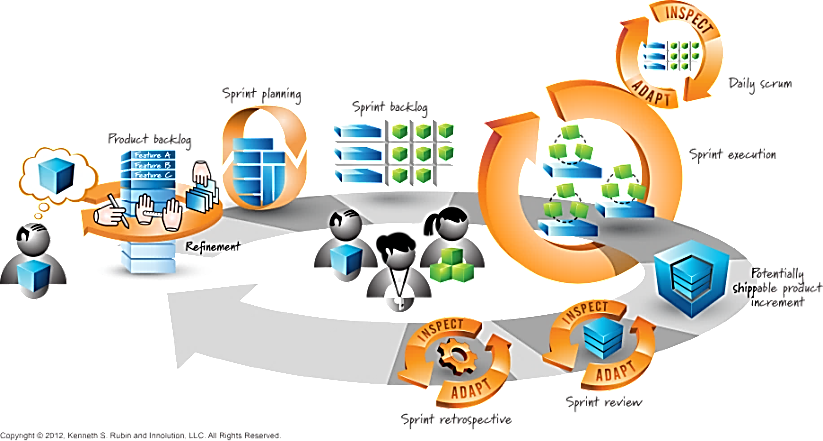 INSPECT
ADAPT
Daily scrum
Sprint planning
Sprint backlog
Product backlog
Feature A
Feature B
Feature C
Sprint execution
Refinement
Potentially
shippable product
increment
INSPECT
ADAPT
Sprint retrospective
INSPECT
ADAPT
Sprint review
Copyright © 2012, Kenneth S. Rubin and Innolution, LLC. All Rights Reserved.